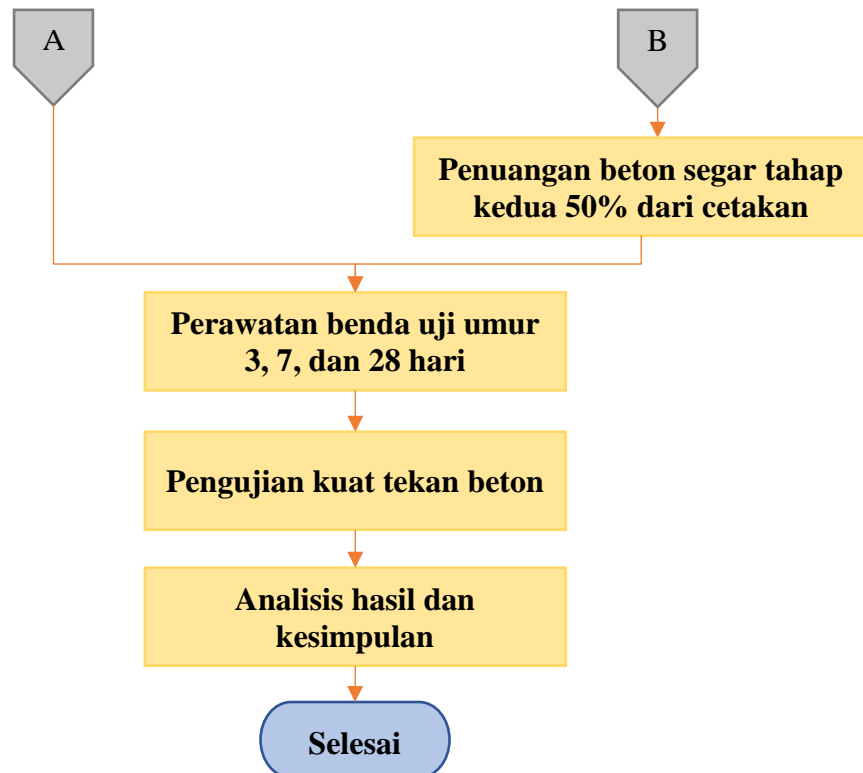 A
B
Penuangan beton segar tahap
kedua 50% dari cetakan
Perawatan benda uji umur
3, 7, dan 28 hari
Pengujian kuat tekan beton
Analisis hasil dan
kesimpulan
Selesai